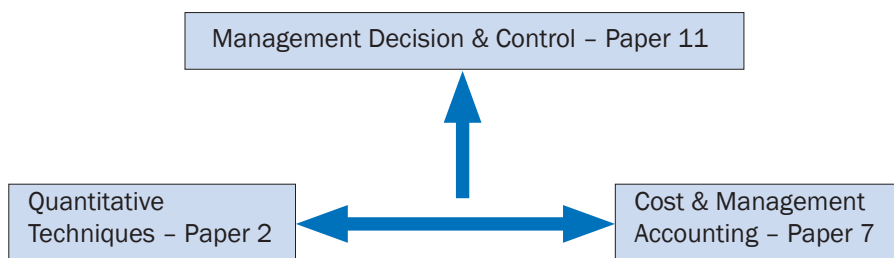 Management Decision & Control – Paper 11
Quantitative
Techniques – Paper 2
Cost & Management
Accounting – Paper 7